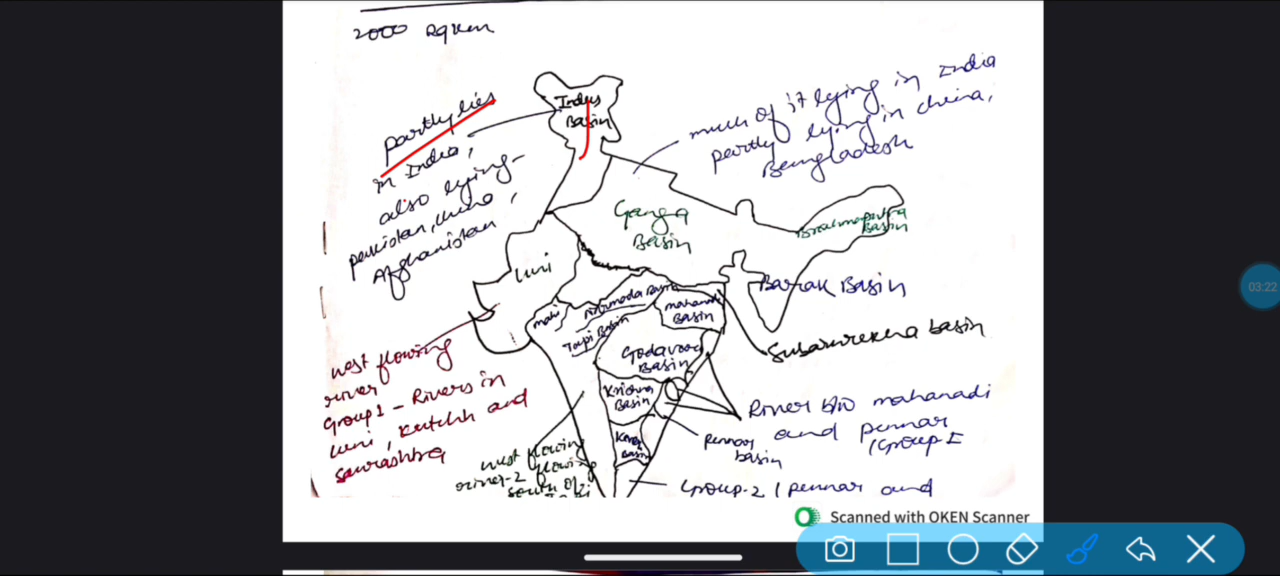 2000 sqkm
Indus
Basin
partly lies
in India,
also lying-
pakistan, china,
Afghanistan,
much of it lying in India
partly lying in china,
Bangladesh
Ganga
Basin
Brahmaputra
Basin
Luni
Barak Basin
mahi
Narmada Basin
Tapi Basin
mahanadi
Basin
Subarnrekha basin
Godavari
Basin
Krishna
Basin
west flowing
river
Group 1 - Rivers in
Luni, Kutchh and
Saurashtra
River b/w mahanadi
and pennar
(Group-I
pennar
basin
Basin
west flowing
river-2 flowing
south of
Group-2 (pennar and
Scanned with OKEN Scanner
03:22